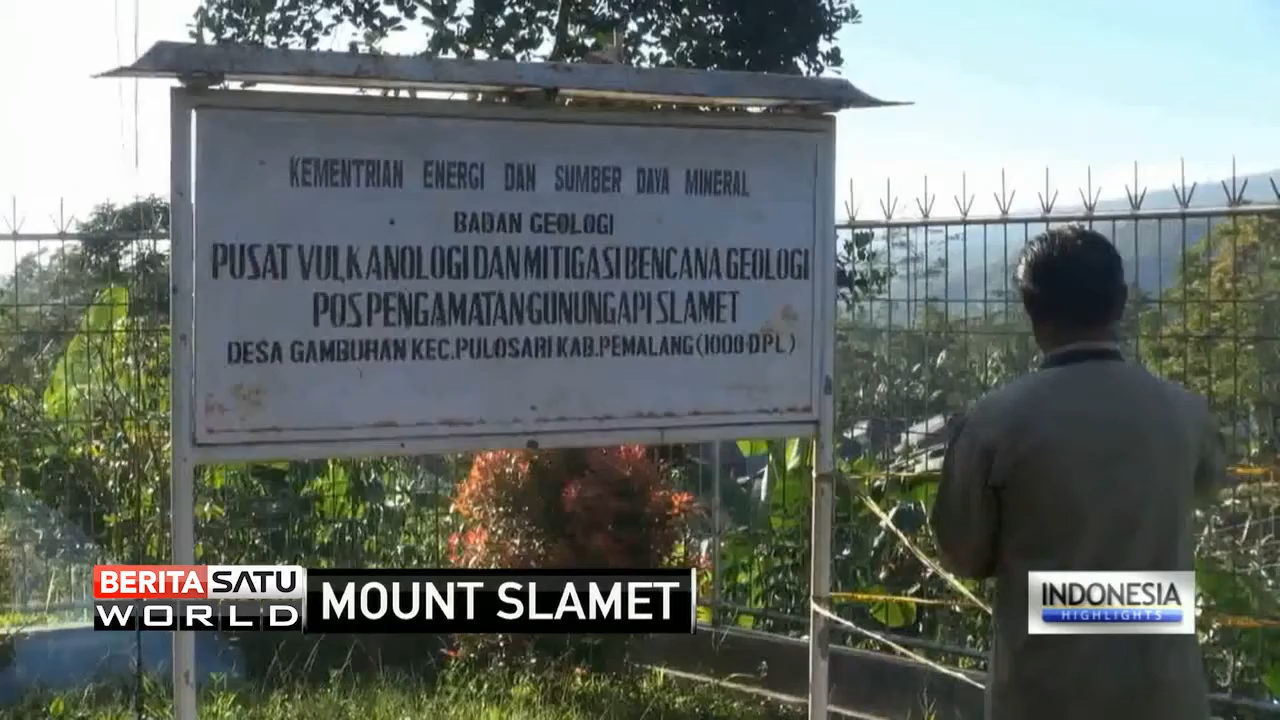 KEMENTRIAN ENERGI DAN SUMBER DAYA MINERAL
BADAN GEOLOGI
PUSAT VULKANOLOGI DAN MITIGASI BENCANA GEOLOGI
POS PENGAMATAN GUNUNGAPI SLAMET
DESA GAMBUHAN KEC.PULOSARI KAB.PEMALANG (1000 DPL)
BERITA SATU
WORLD
MOUNT SLAMET
INDONESIA
HIGHLIGHTS